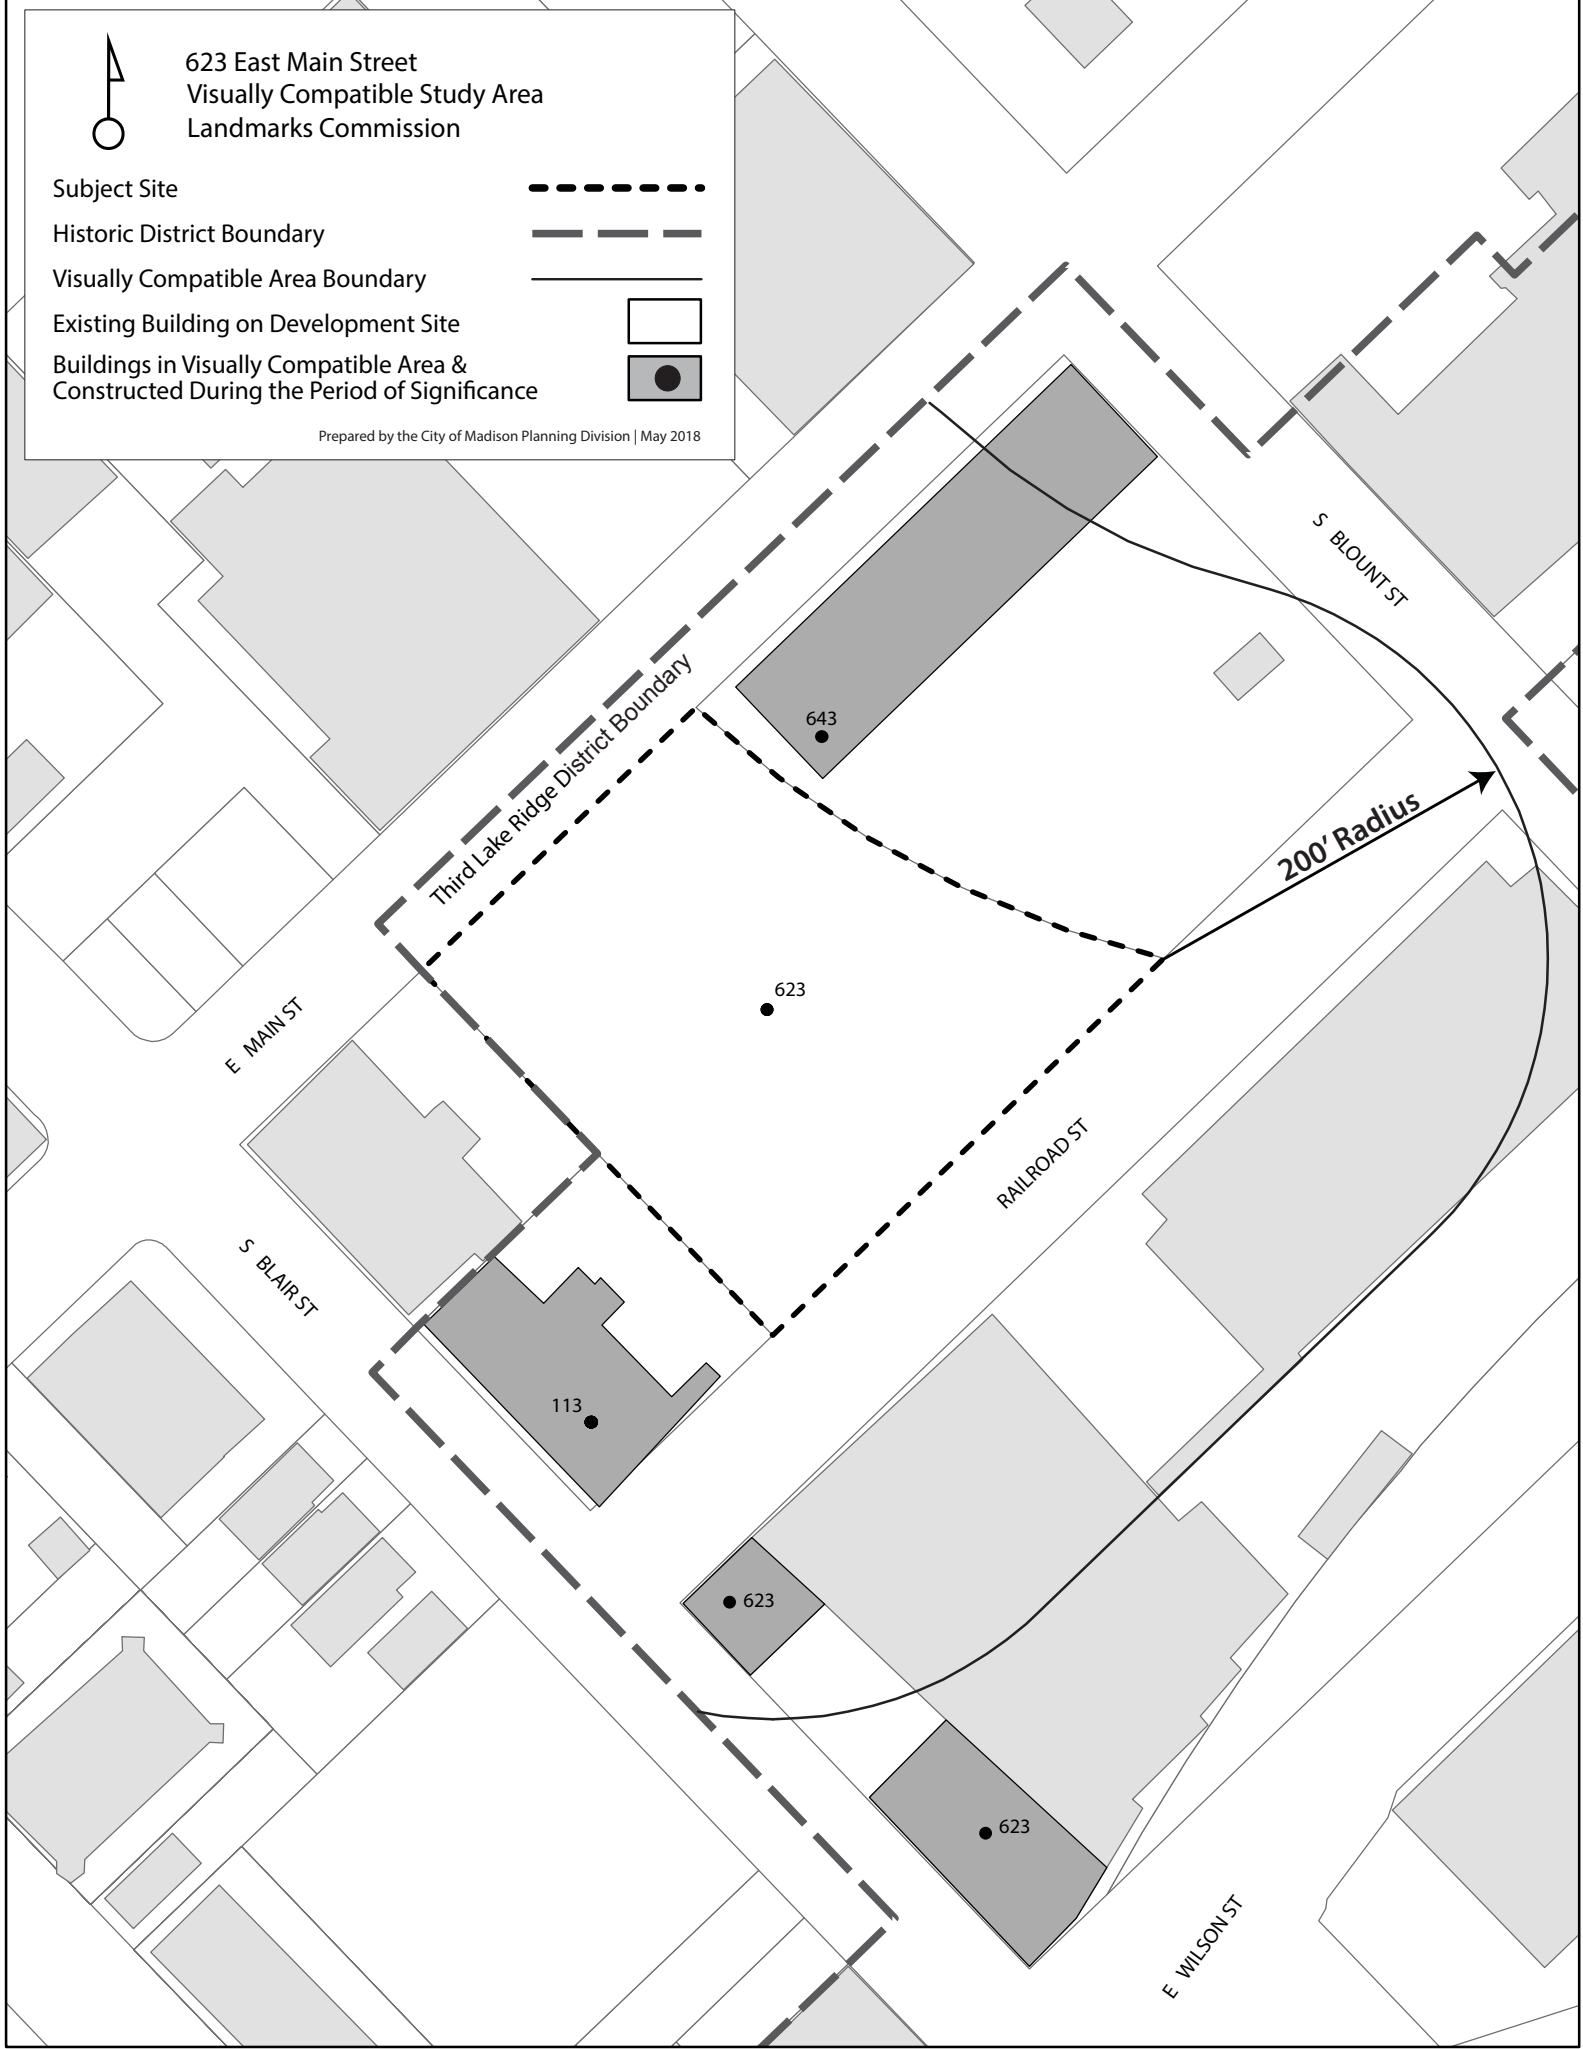 623 East Main Street
Visually Compatible Study Area
Landmarks Commission
Subject Site
Historic District Boundary
Visually Compatible Area Boundary
Existing Building on Development Site
Buildings in Visually Compatible Area &
Constructed During the Period of Significance
Prepared by the City of Madison Planning Division | May 2018
S BLOUNT ST
643
Third Lake Ridge District Boundary
200' Radius
623
E MAIN ST
RAILROAD ST
S BLAIR ST
113
623
623
E WILSON ST